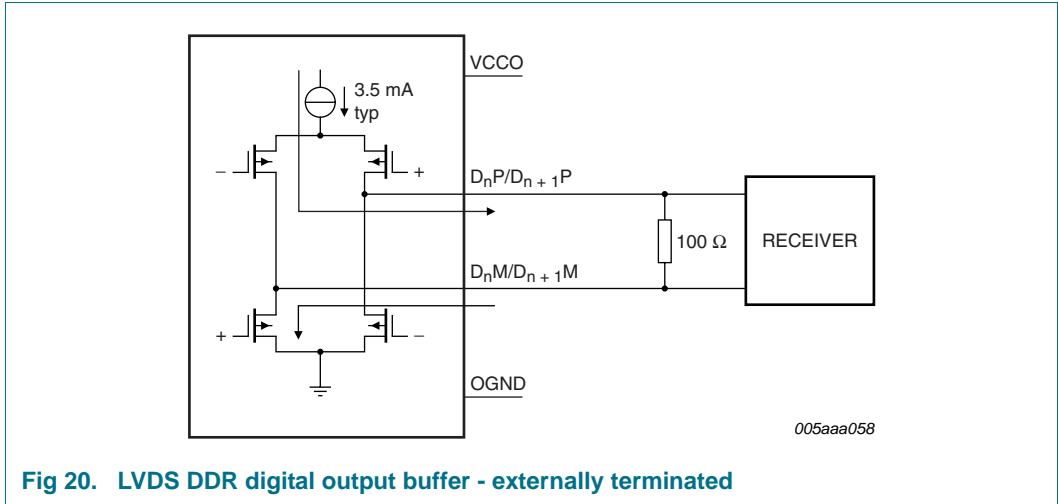 VCCO
3.5 mA
typ
− +
DnP/Dn + 1P
100 Ω
RECEIVER
DnM/Dn + 1M
+ −
OGND
005aaa058
Fig 20. LVDS DDR digital output buffer - externally terminated